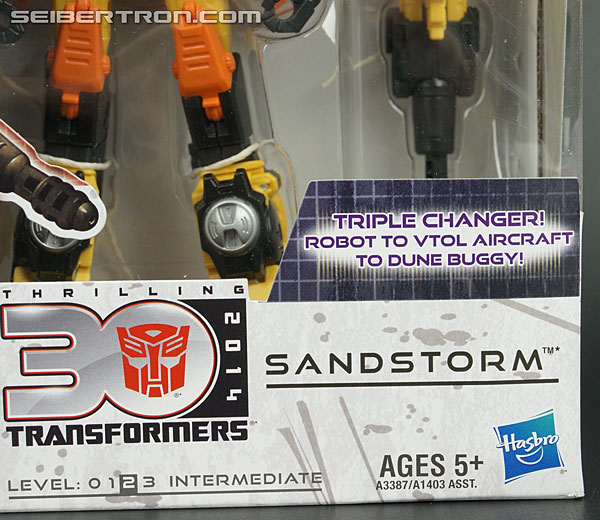 SEIBERTRON.COM
TRIPLE CHANGER!
ROBOT TO VTOL AIRCRAFT
TO DUNE BUGGY!
THRILLING
30
2014
TRANSFORMERS
SANDSTORM™*
LEVEL: 0 1 2 3 INTERMEDIATE
AGES 5+
A3387/A1403 ASST.
Hasbro